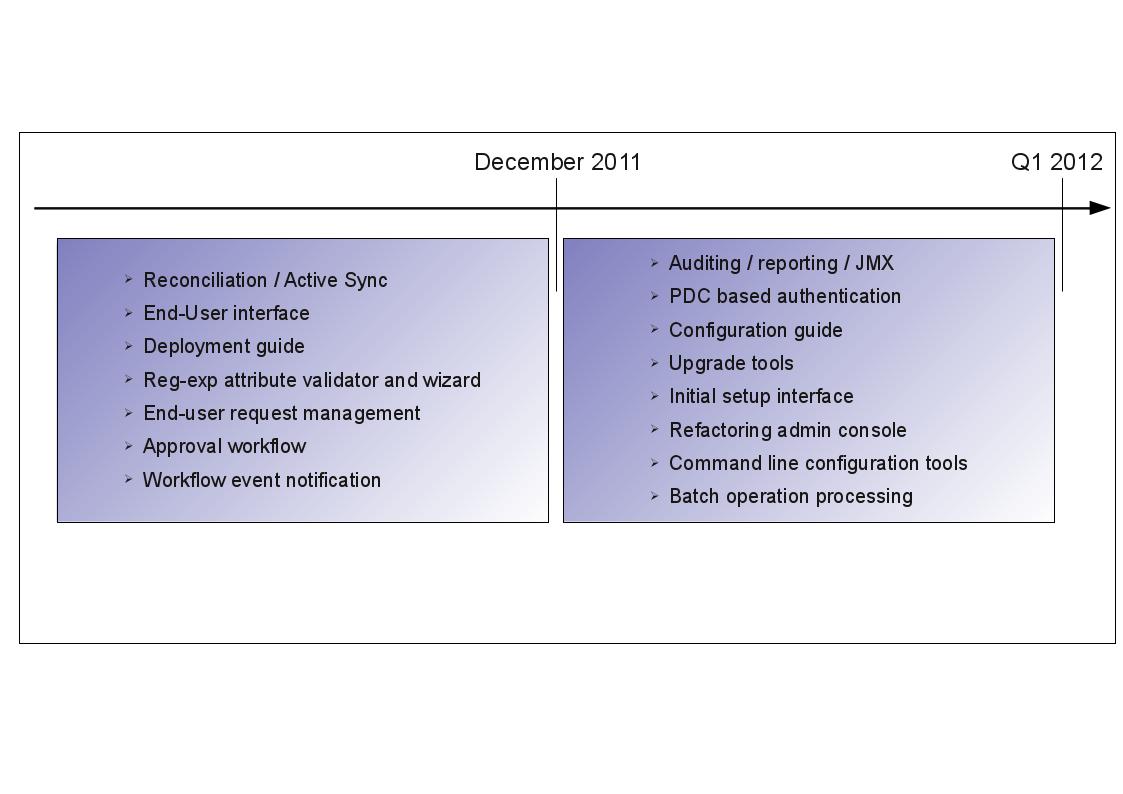 December 2011
Q1 2012
Reconciliation / Active Sync
End-User interface
Deployment guide
Reg-exp attribute validator and wizard
End-user request management
Approval workflow
Workflow event notification
Auditing / reporting / JMX
PDC based authentication
Configuration guide
Upgrade tools
Initial setup interface
Refactoring admin console
Command line configuration tools
Batch operation processing